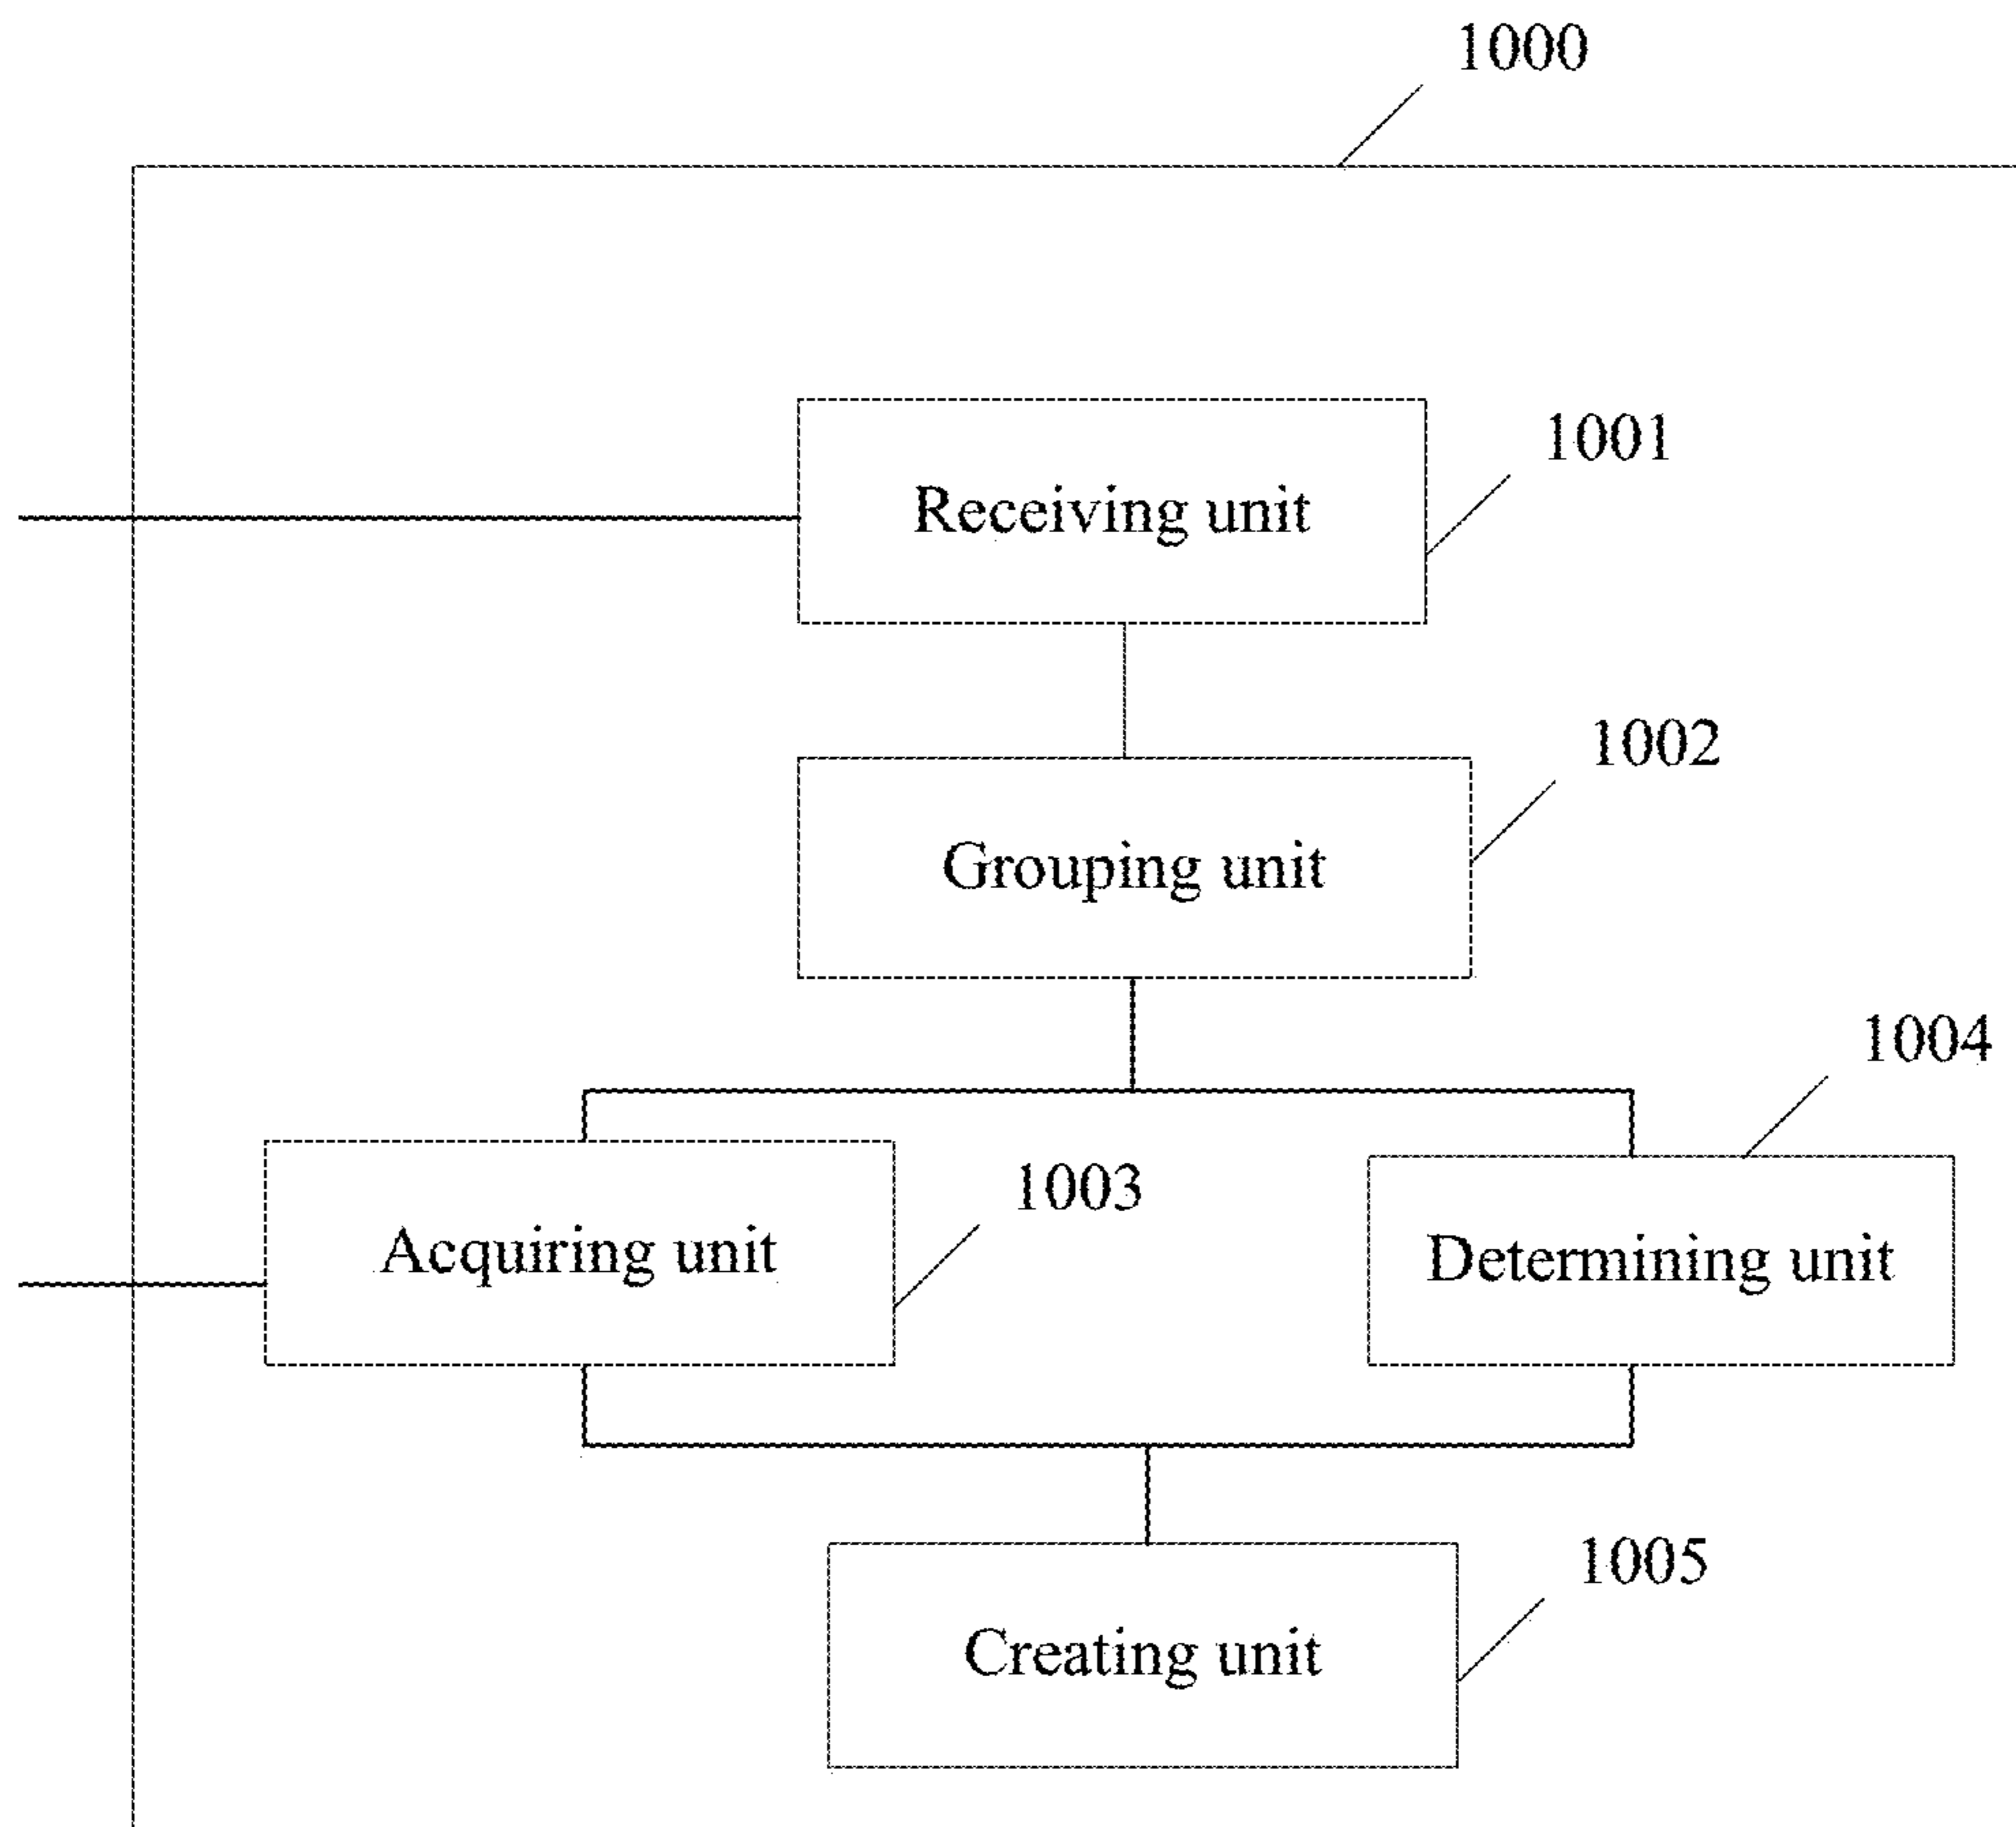 1000
1001
Receiving unit
1002
Grouping unit
1004
1003
Acquiring unit
Determining unit
1005
Creating unit